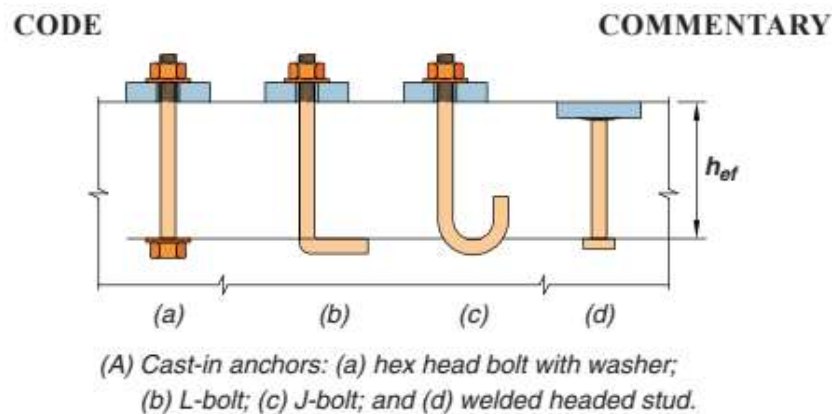 CODE COMMENTARY
hef
(a) (b) (c) (d)
(A) Cast-in anchors: (a) hex head bolt with washer;
(b) L-bolt; (c) J-bolt; and (d) welded headed stud.